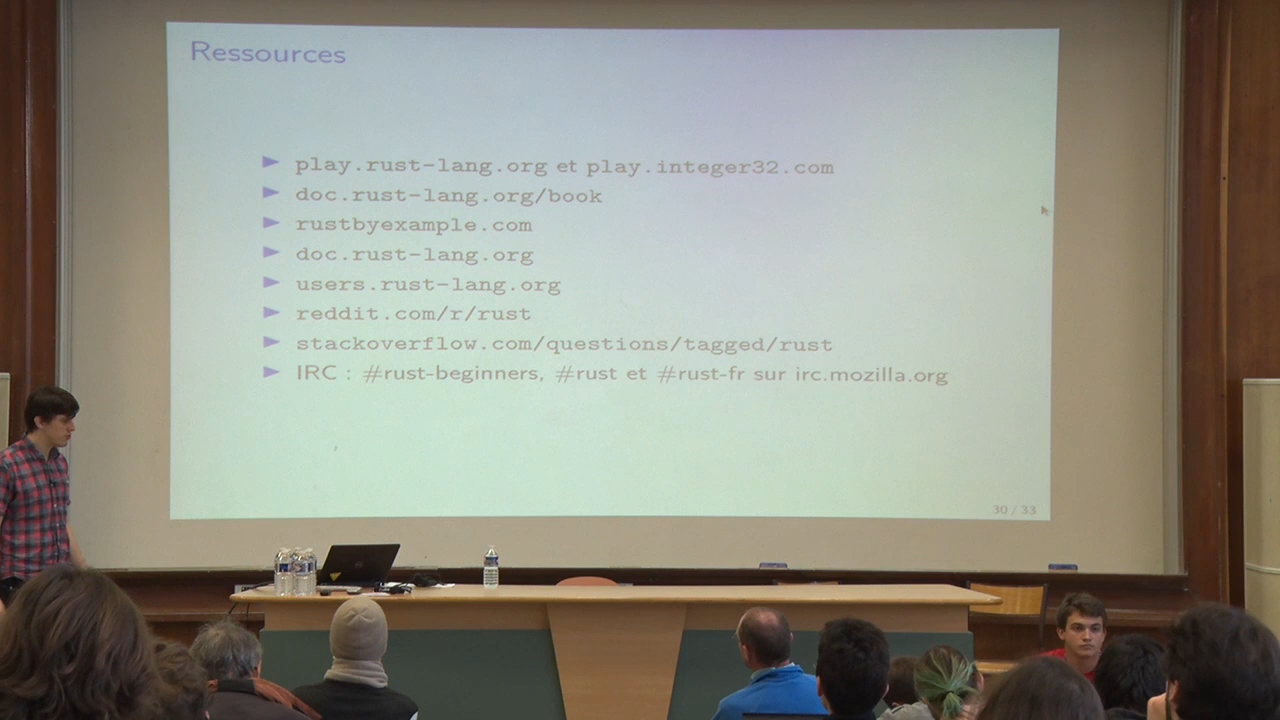 Ressources
play.rust-lang.org et play.integer32.com
doc.rust-lang.org/book
rustbyexample.com
doc.rust-lang.org
users.rust-lang.org
reddit.com/r/rust
stackoverflow.com/questions/tagged/rust
IRC : #rust-beginners, #rust et #rust-fr sur irc.mozilla.org
30 / 33